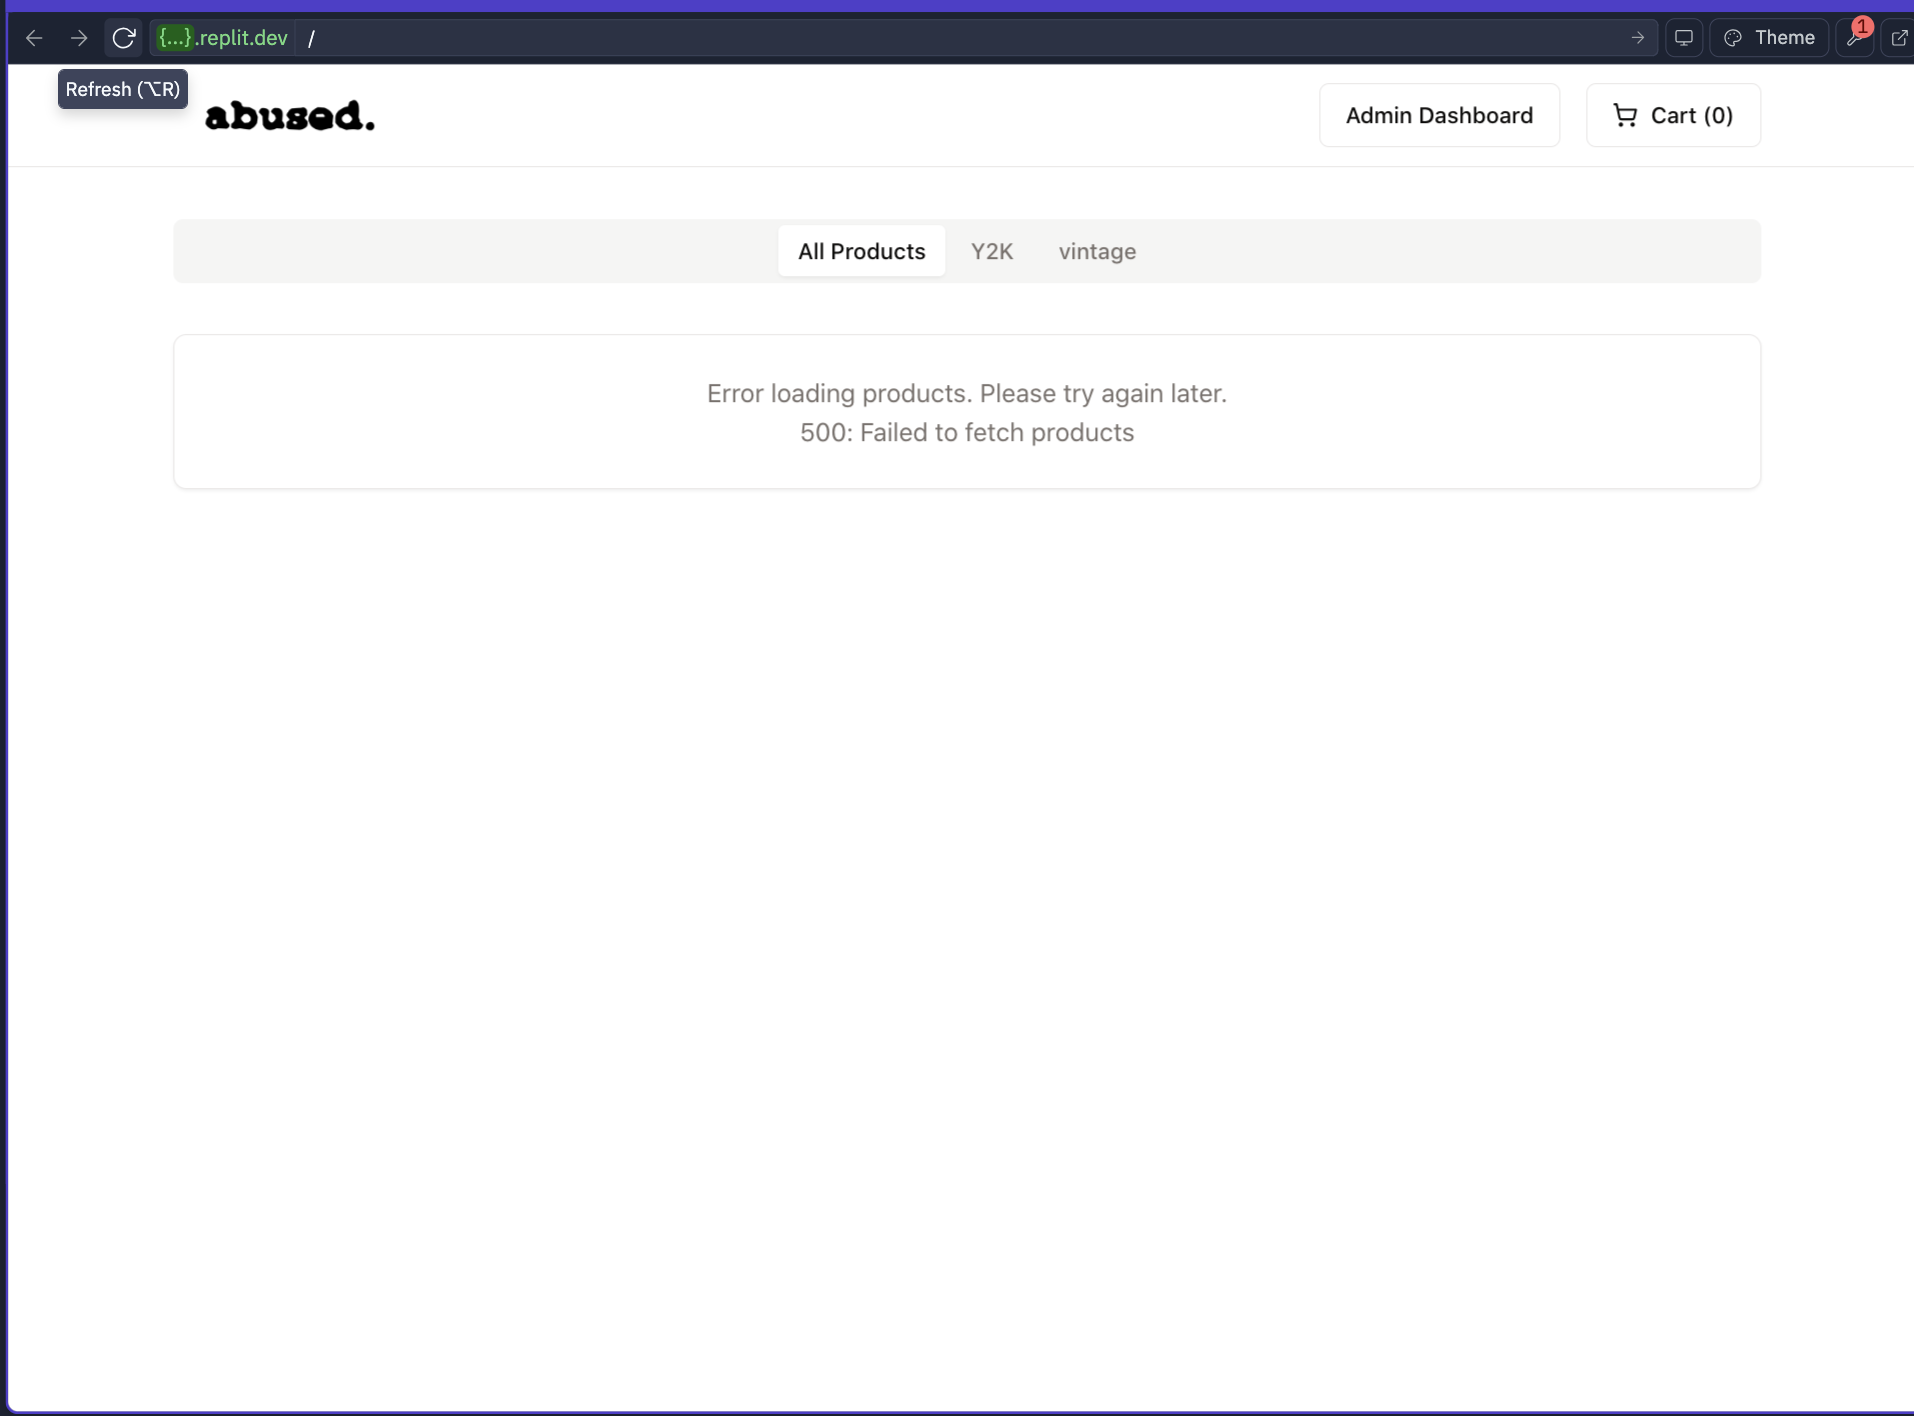 {...}.replit.dev /
Theme
1
Refresh (⌥R)
abused.
Admin Dashboard
Cart (0)
All Products
Y2K
vintage
Error loading products. Please try again later.
500: Failed to fetch products